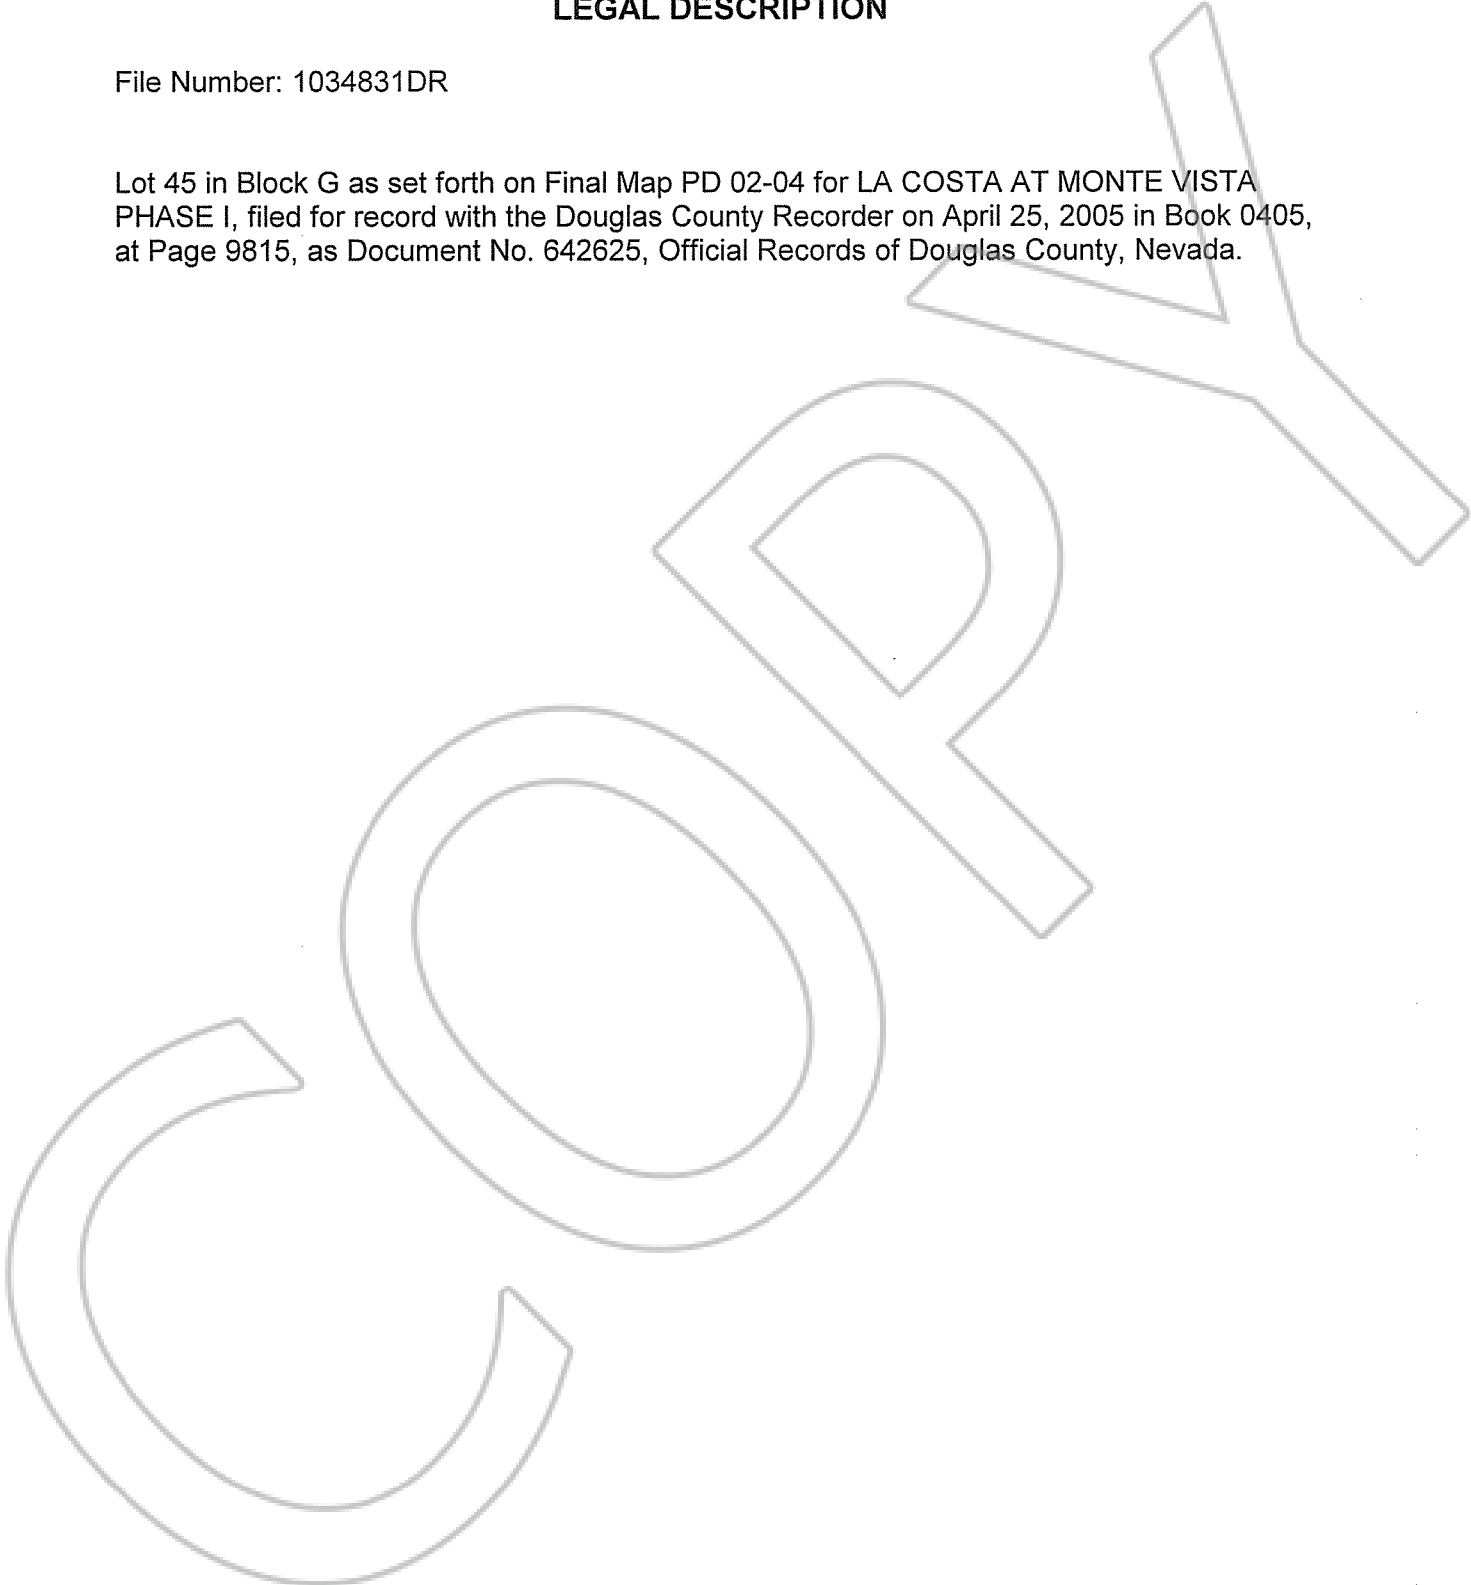 LEGAL DESCRIPTION
File Number: 1034831DR
Lot 45 in Block G as set forth on Final Map PD 02-04 for LA COSTA AT MONTE VISTA
PHASE I, filed for record with the Douglas County Recorder on April 25, 2005 in Book 0405,
at Page 9815, as Document No. 642625, Official Records of Douglas County, Nevada.
COPY